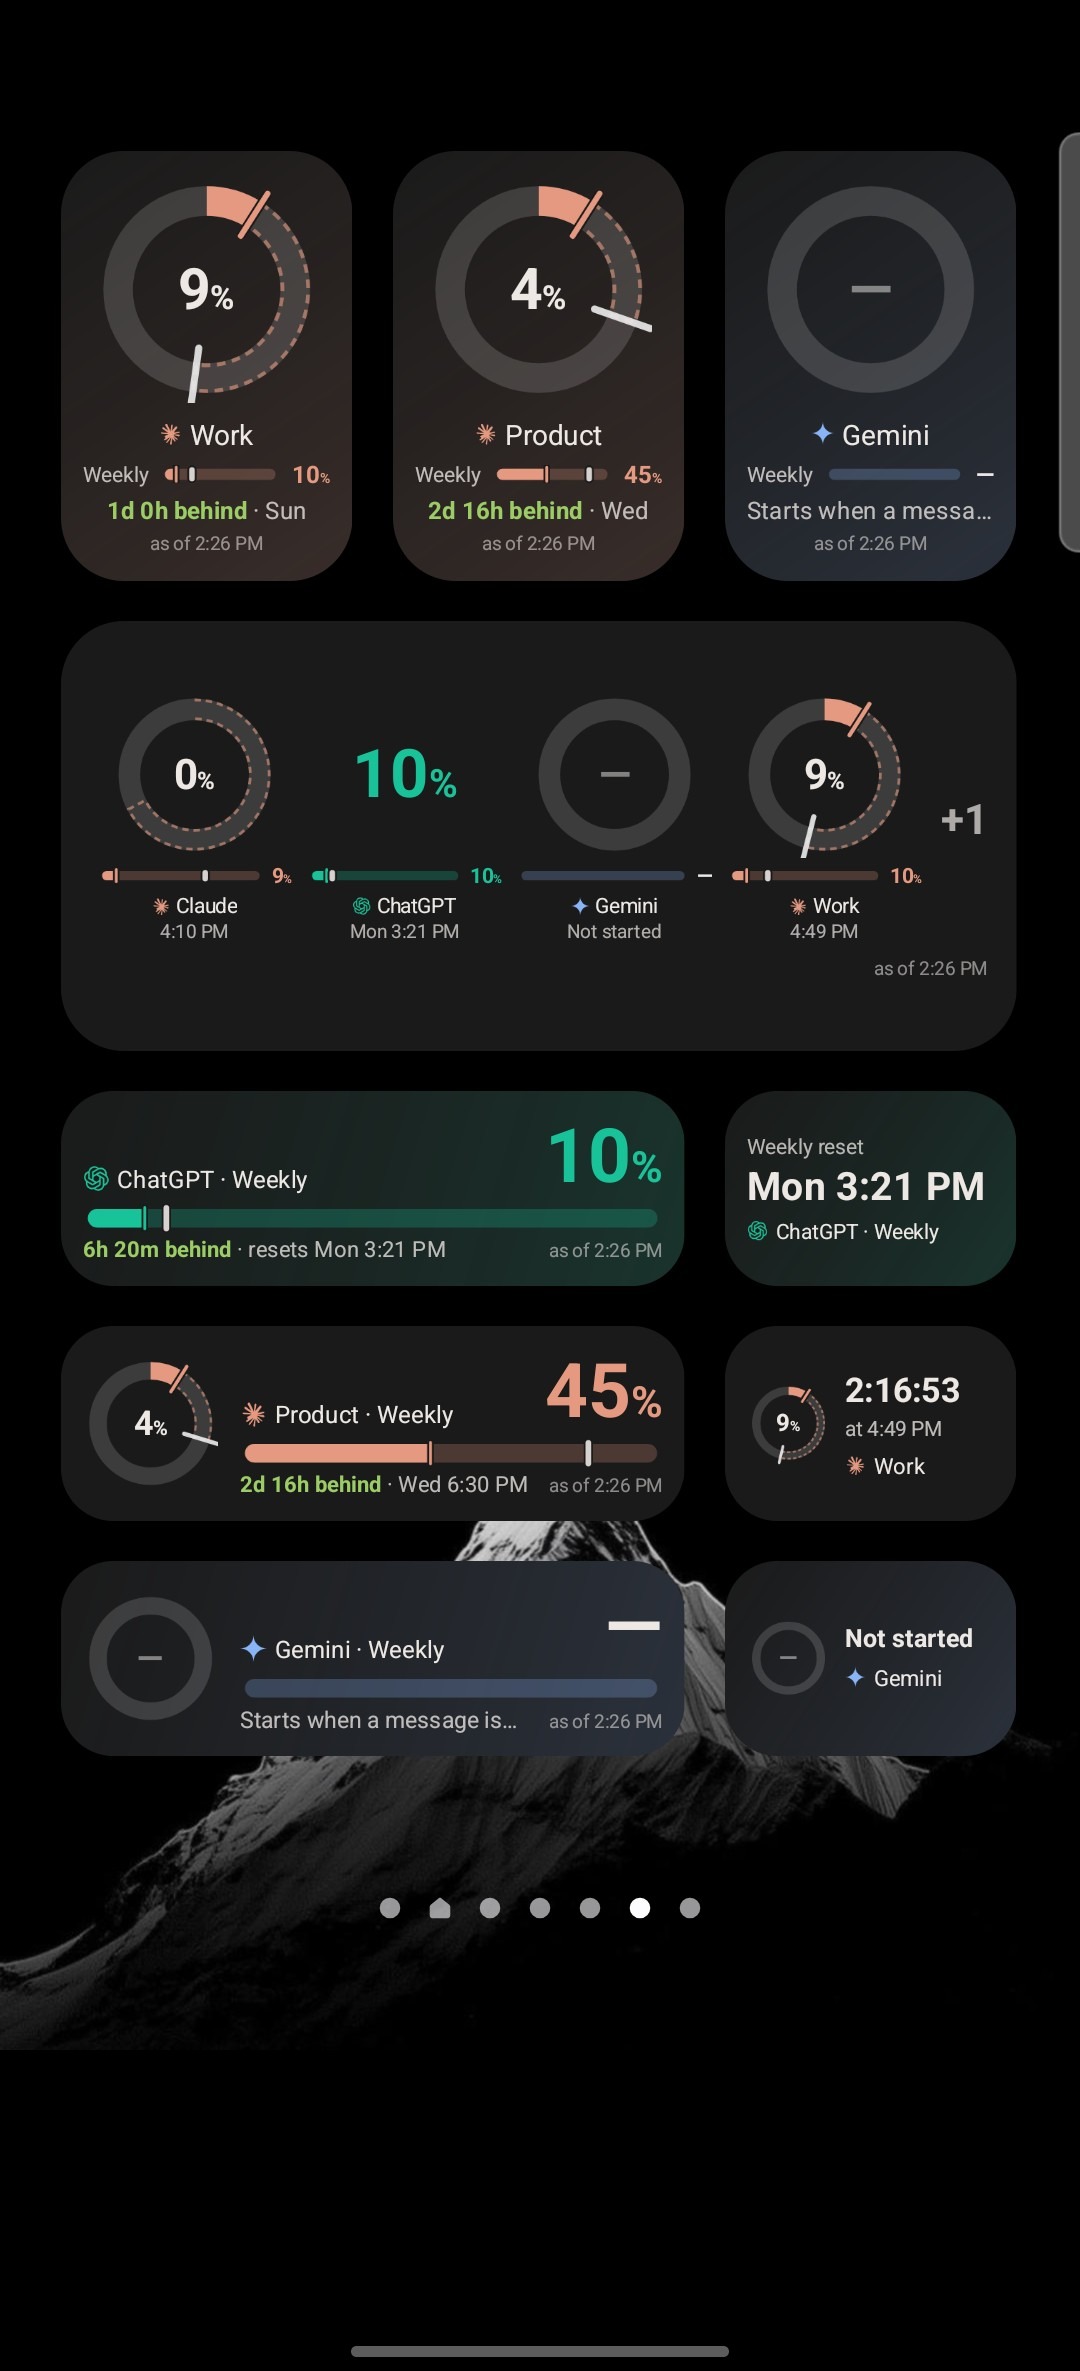 9%
Work
Weekly 10%
1d 0h behind · Sun
as of 2:26 PM
4%
Product
Weekly 45%
2d 16h behind · Wed
as of 2:26 PM
—
Gemini
Weekly —
Starts when a messa...
as of 2:26 PM
0%
9%
Claude
4:10 PM
10%
10%
ChatGPT
Mon 3:21 PM
—
—
Gemini
Not started
9%
10%
Work
4:49 PM
+1
as of 2:26 PM
10%
ChatGPT · Weekly
6h 20m behind · resets Mon 3:21 PM as of 2:26 PM
Weekly reset
Mon 3:21 PM
ChatGPT · Weekly
4%
45%
Product · Weekly
2d 16h behind · Wed 6:30 PM as of 2:26 PM
9%
2:16:53
at 4:49 PM
Work
—
—
Gemini · Weekly
Starts when a message is... as of 2:26 PM
—
Not started
Gemini